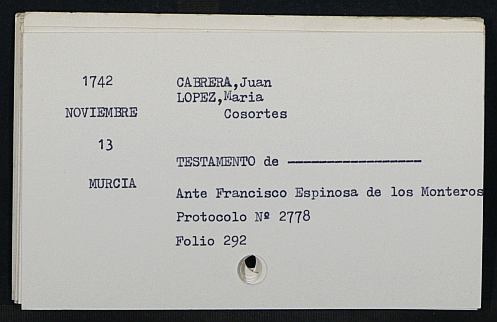 1742 CABRERA,Juan
LOPEZ,Maria
NOVIEMBRE Cosortes
13
TESTAMENTO de -----------------
MURCIA
Ante Francisco Espinosa de los Monteros
Protocolo Nº 2778
Folio 292